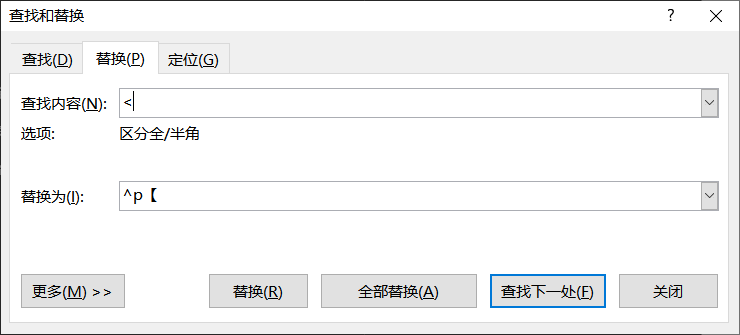 查找和替换
查找(D) 替换(P) 定位(G)
查找内容(N): <
选项: 区分全/半角
替换为(I): ^p【
更多(M) >> 替换(R) 全部替换(A) 查找下一处(F) 关闭